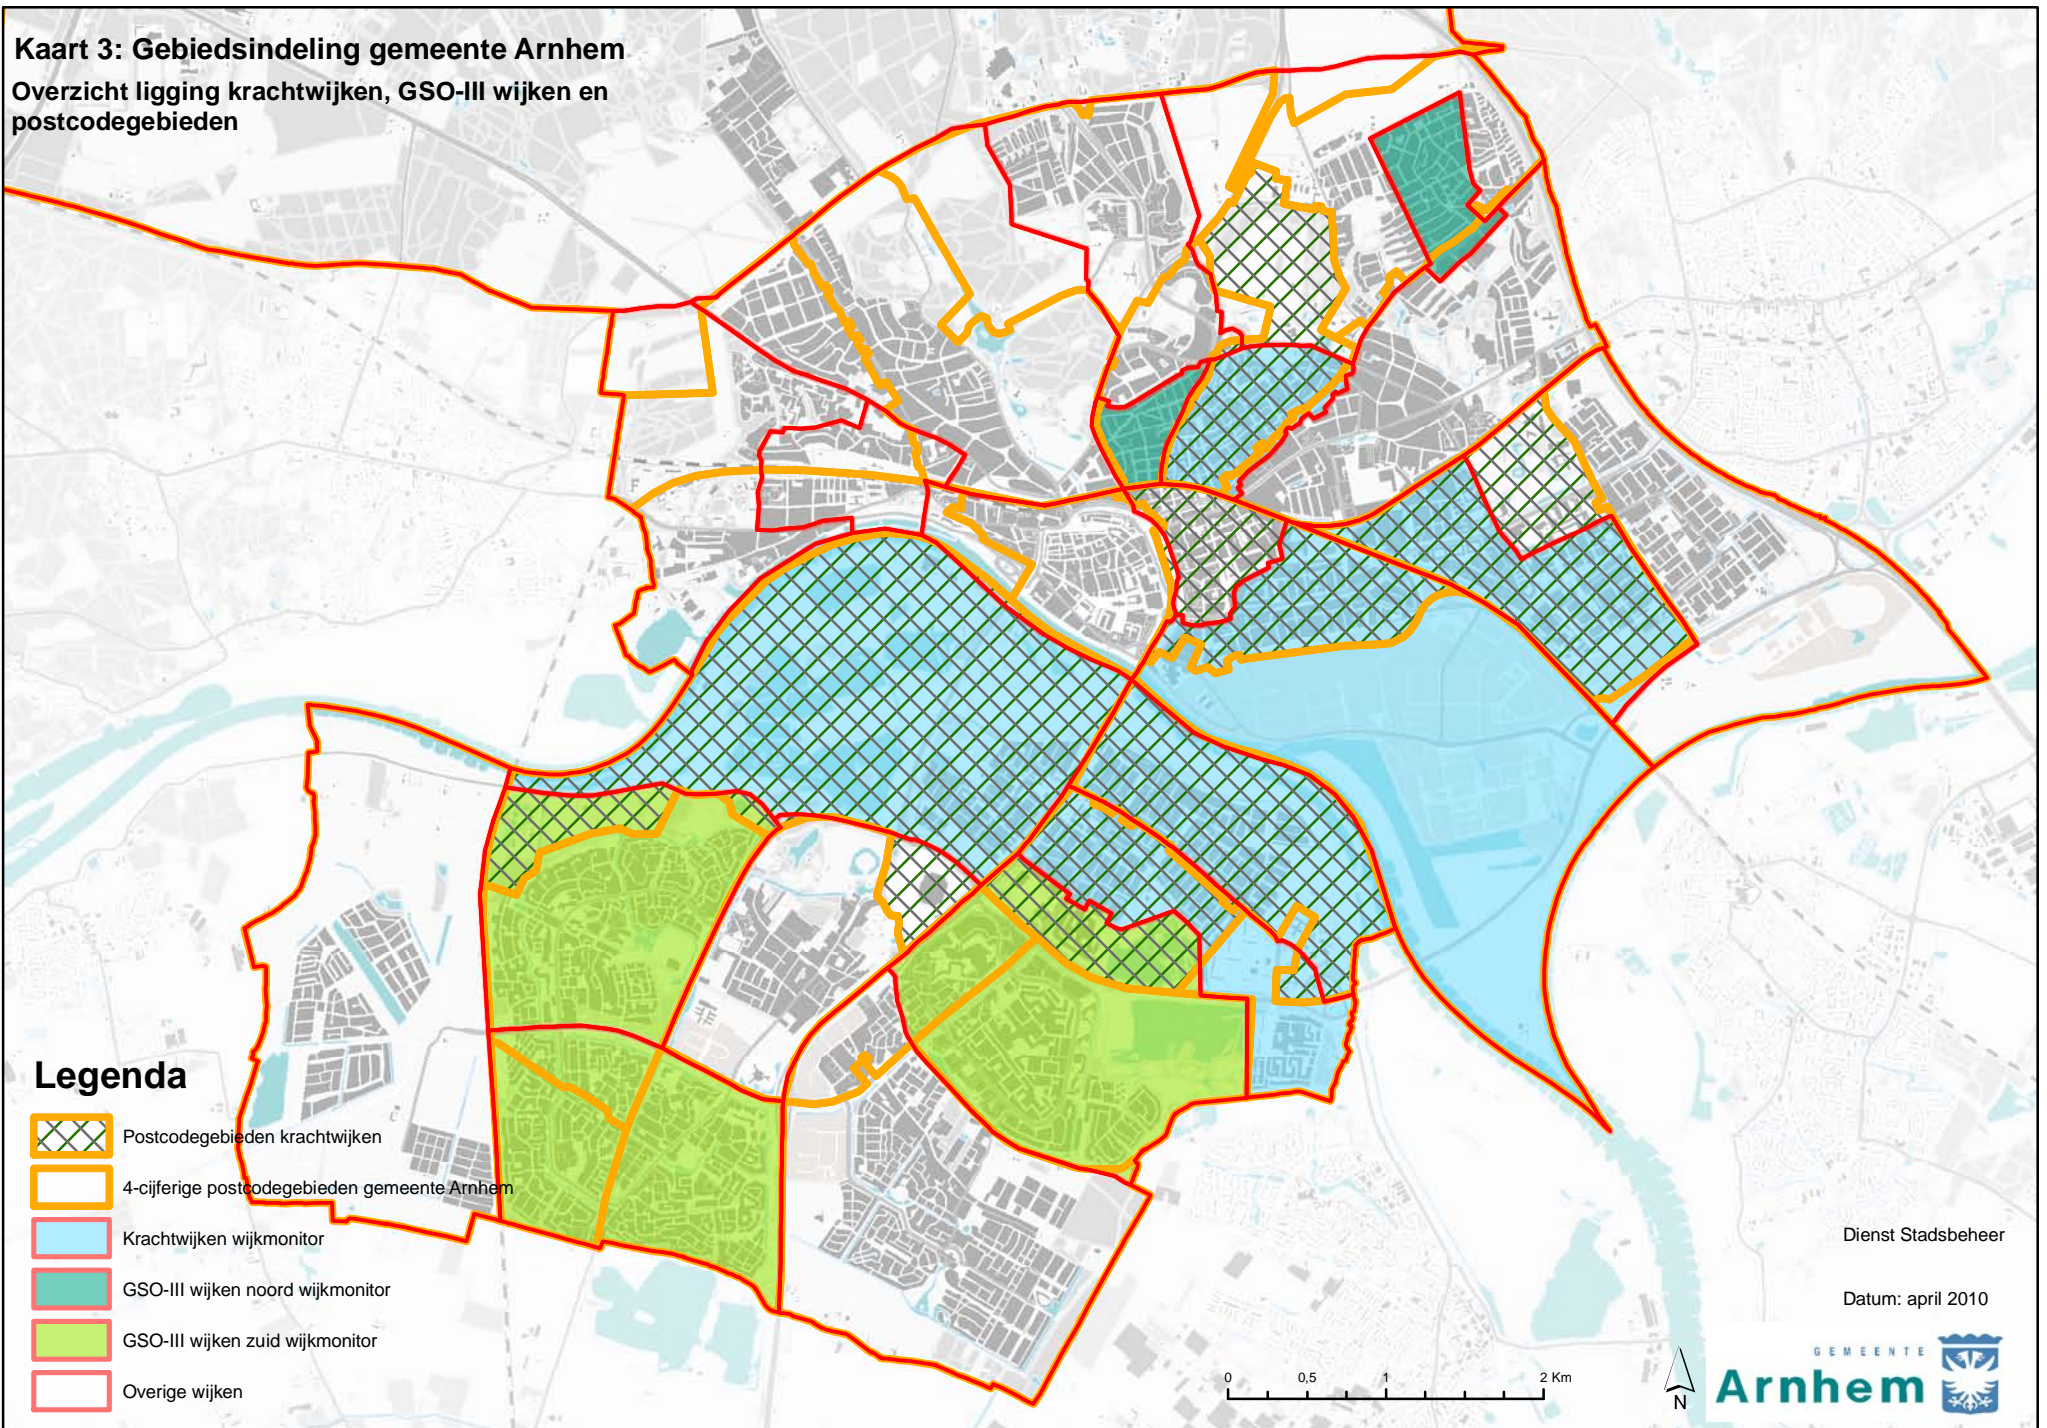 Kaart 3: Gebiedsindeling gemeente Arnhem
Overzicht ligging krachtwijken, GSO-III wijken en
postcodegebieden
Legenda
Postcodegebieden krachtwijken
4-cijferige postcodegebieden gemeente Arnhem
Krachtwijken wijkmonitor
GSO-III wijken noord wijkmonitor
GSO-III wijken zuid wijkmonitor
Overige wijken
Dienst Stadsbeheer
Datum: april 2010
0 0,5 1 2 Km
N
GEMEENTE
Arnhem